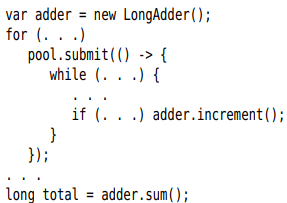 var adder = new LongAdder();
for (. . .)
   pool.submit(() -> {
      while (. . .) {
         . . .
         if (. . .) adder.increment();
      }
   });
. . .
long total = adder.sum();